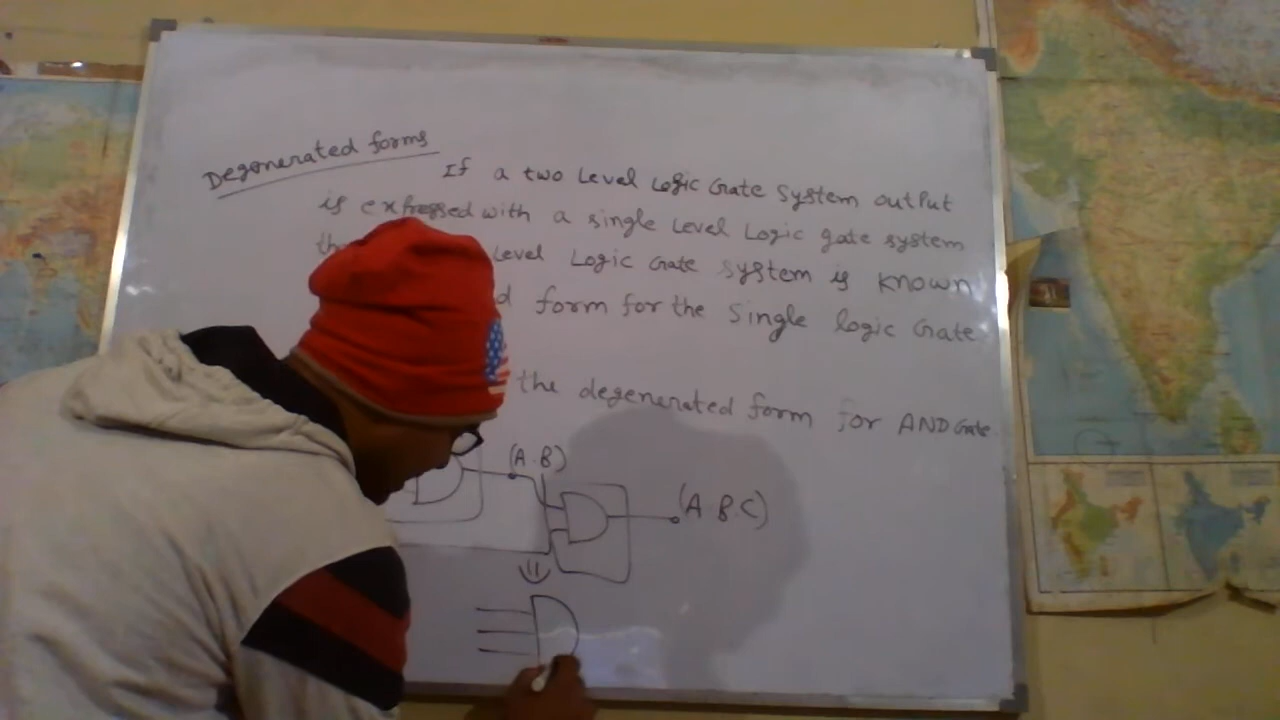 Degenerated forms
If a two Level Logic Gate System output
is expressed with a single Level Logic gate system
Level Logic Gate system is known
form for the Single logic Gate
the degenerated form for AND Gate.
(A.B)
(A B.C)